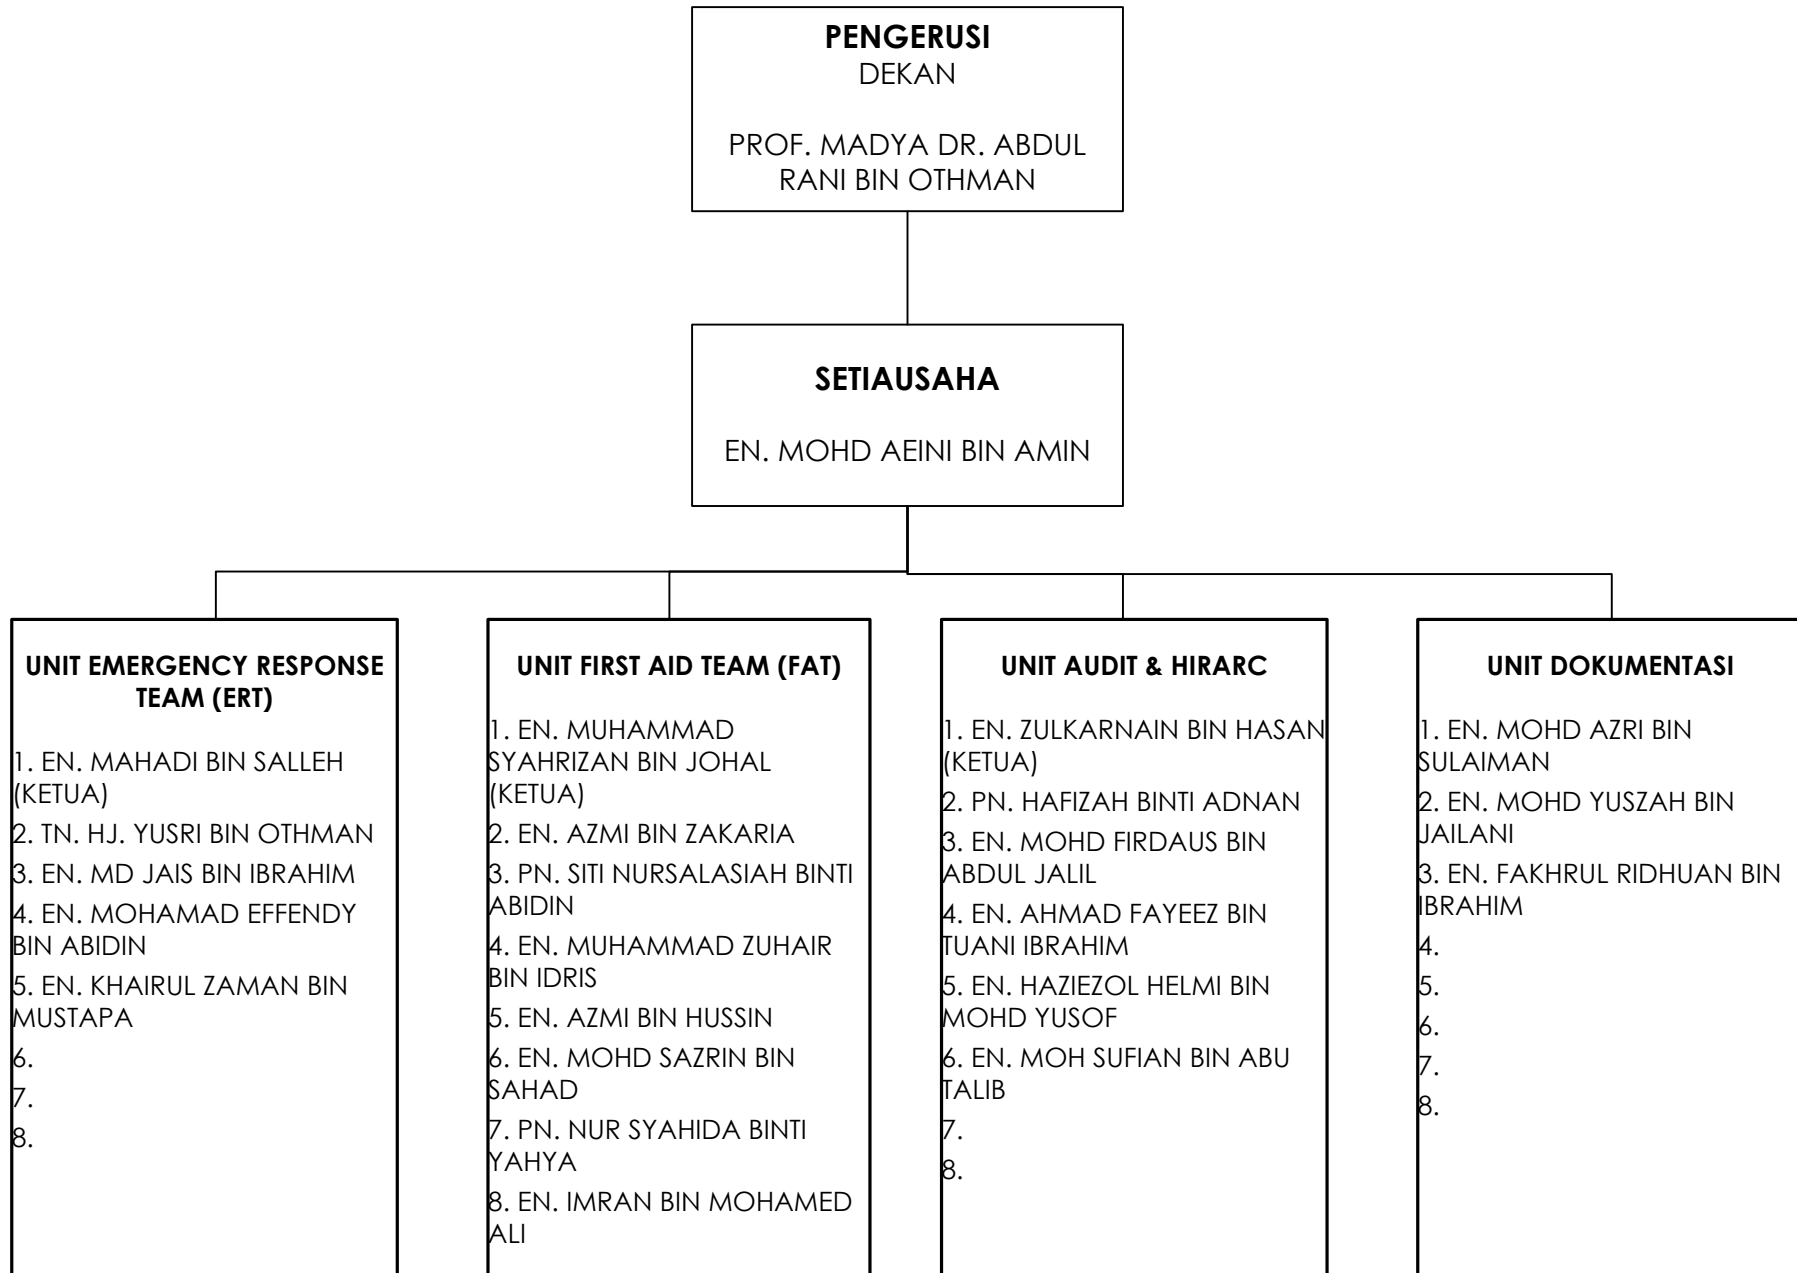 PENGERUSI
DEKAN
PROF. MADYA DR. ABDUL
RANI BIN OTHMAN
SETIAUSAHA
EN. MOHD AEINI BIN AMIN
UNIT EMERGENCY RESPONSE
TEAM (ERT)
1. EN. MAHADI BIN SALLEH
(KETUA)
2. TN. HJ. YUSRI BIN OTHMAN
3. EN. MD JAIS BIN IBRAHIM
4. EN. MOHAMAD EFFENDY
BIN ABIDIN
5. EN. KHAIRUL ZAMAN BIN
MUSTAPA
6.
7.
8.
UNIT FIRST AID TEAM (FAT)
1. EN. MUHAMMAD
SYAHRIZAN BIN JOHAL
(KETUA)
2. EN. AZMI BIN ZAKARIA
3. PN. SITI NURSALASIAH BINTI
ABIDIN
4. EN. MUHAMMAD ZUHAIR
BIN IDRIS
5. EN. AZMI BIN HUSSIN
6. EN. MOHD SAZRIN BIN
SAHAD
7. PN. NUR SYAHIDA BINTI
YAHYA
8. EN. IMRAN BIN MOHAMED
ALI
UNIT AUDIT & HIRARC
1. EN. ZULKARNAIN BIN HASAN
(KETUA)
2. PN. HAFIZAH BINTI ADNAN
3. EN. MOHD FIRDAUS BIN
ABDUL JALIL
4. EN. AHMAD FAYEEZ BIN
TUANI IBRAHIM
5. EN. HAZIEZOL HELMI BIN
MOHD YUSOF
6. EN. MOH SUFIAN BIN ABU
TALIB
7.
8.
UNIT DOKUMENTASI
1. EN. MOHD AZRI BIN
SULAIMAN
2. EN. MOHD YUSZAH BIN
JAILANI
3. EN. FAKHRUL RIDHUAN BIN
IBRAHIM
4.
5.
6.
7.
8.